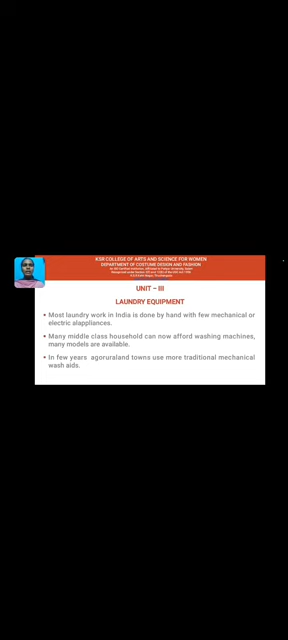 KSR COLLEGE OF ARTS AND SCIENCE FOR WOMEN
DEPARTMENT OF COSTUME DESIGN AND FASHION
UNIT – III
LAUNDRY EQUIPMENT
• Most laundry work in India is done by hand with few mechanical or
electric alappliances.
• Many middle class household can now afford washing machines,
many models are available.
• In few years agoruraland towns use more traditional mechanical
wash aids.